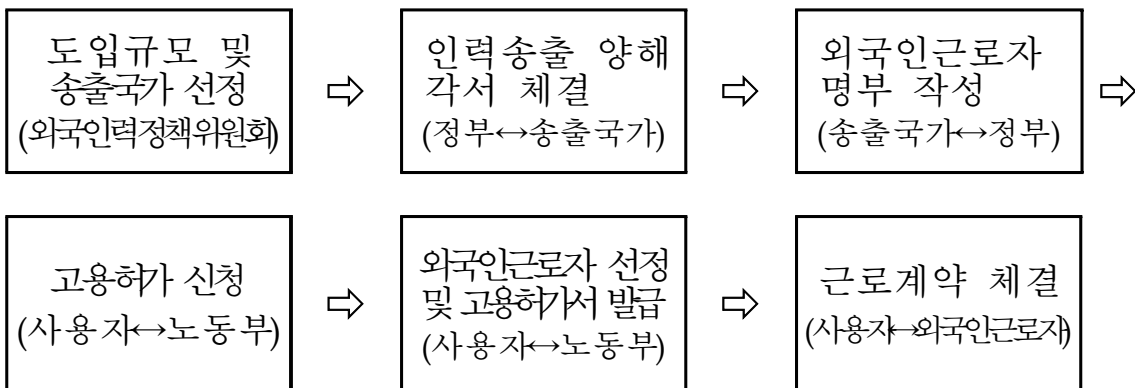 도입규모 및
송출국가 선정
(외국인력정책위원회)
⇨
인력송출 양해
각서 체결
(정부↔송출국가)
⇨
외국인근로자
명부 작성
(송출국가↔정부)
⇨
고용허가 신청
(사용자↔노동부)
⇨
외국인근로자 선정
및 고용허가서 발급
(사용자↔노동부)
⇨
근로계약 체결
(사용자↔외국인근로자)